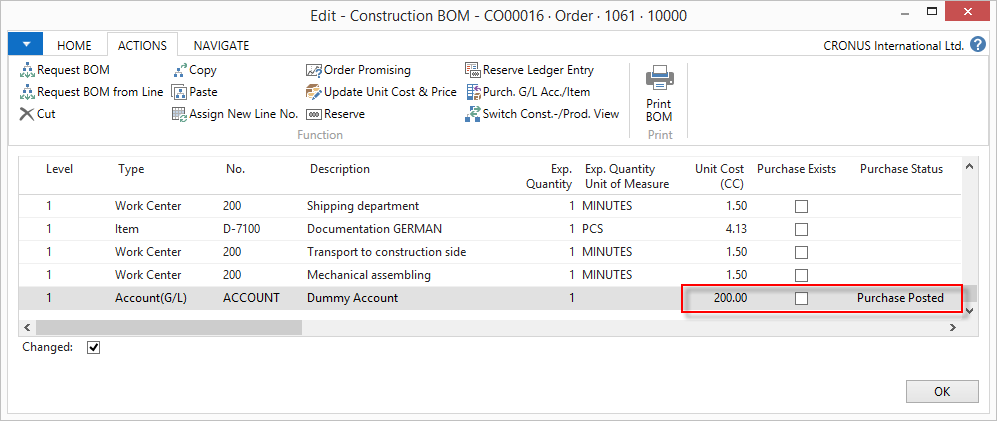 Edit - Construction BOM - CO00016 · Order · 1061 · 10000
HOME ACTIONS NAVIGATE CRONUS International Ltd. ?
Request BOM Copy Order Promising Reserve Ledger Entry
Request BOM from Line Paste Update Unit Cost & Price Purch. G/L Acc./Item Print
Cut Assign New Line No. Reserve Switch Const.-/Prod. View BOM
Function Print
Level Type No. Description Exp. Exp. Quantity Unit Cost Purchase Exists Purchase Status
Quantity Unit of Measure (CC)
1 Work Center 200 Shipping department 1 MINUTES 1.50
1 Item D-7100 Documentation GERMAN 1 PCS 4.13
1 Work Center 200 Transport to construction side 1 MINUTES 1.50
1 Work Center 200 Mechanical assembling 1 MINUTES 1.50
1 Account(G/L) ACCOUNT Dummy Account 1 200.00 Purchase Posted
Changed:
OK